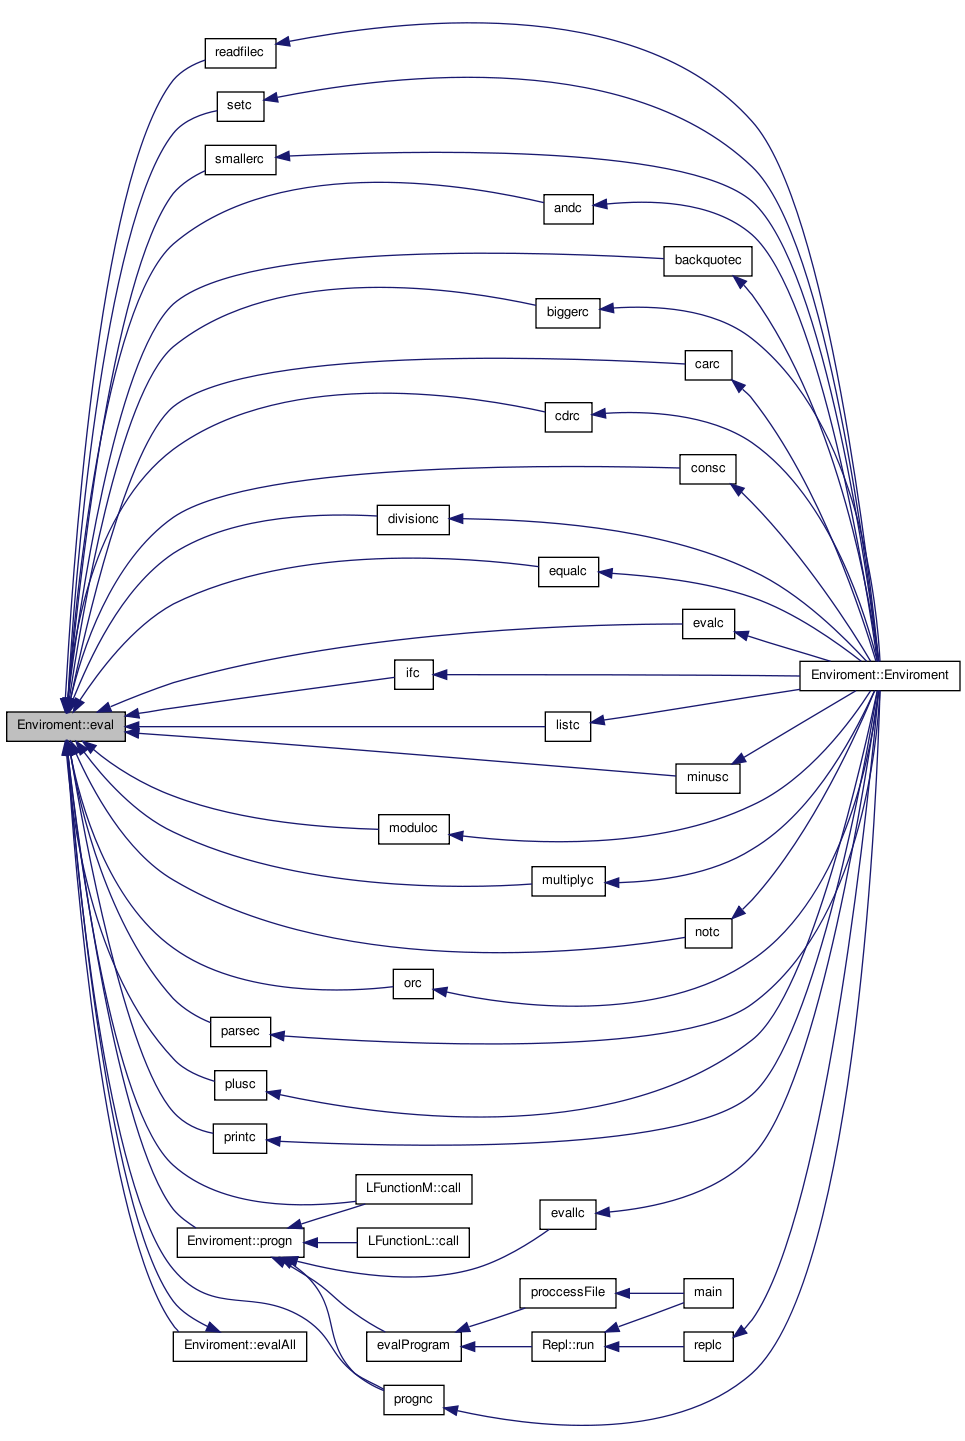 readfilec
setc
smallerc
andc
backquotec
biggerc
carc
cdrc
consc
divisionc
equalc
evalc
ifc
Enviroment::Enviroment
Enviroment::eval
listc
minusc
moduloc
multiplyc
notc
orc
parsec
plusc
printc
LFunctionM::call
evallc
Enviroment::progn
LFunctionL::call
proccessFile
main
Enviroment::evalAll
evalProgram
Repl::run
replc
prognc